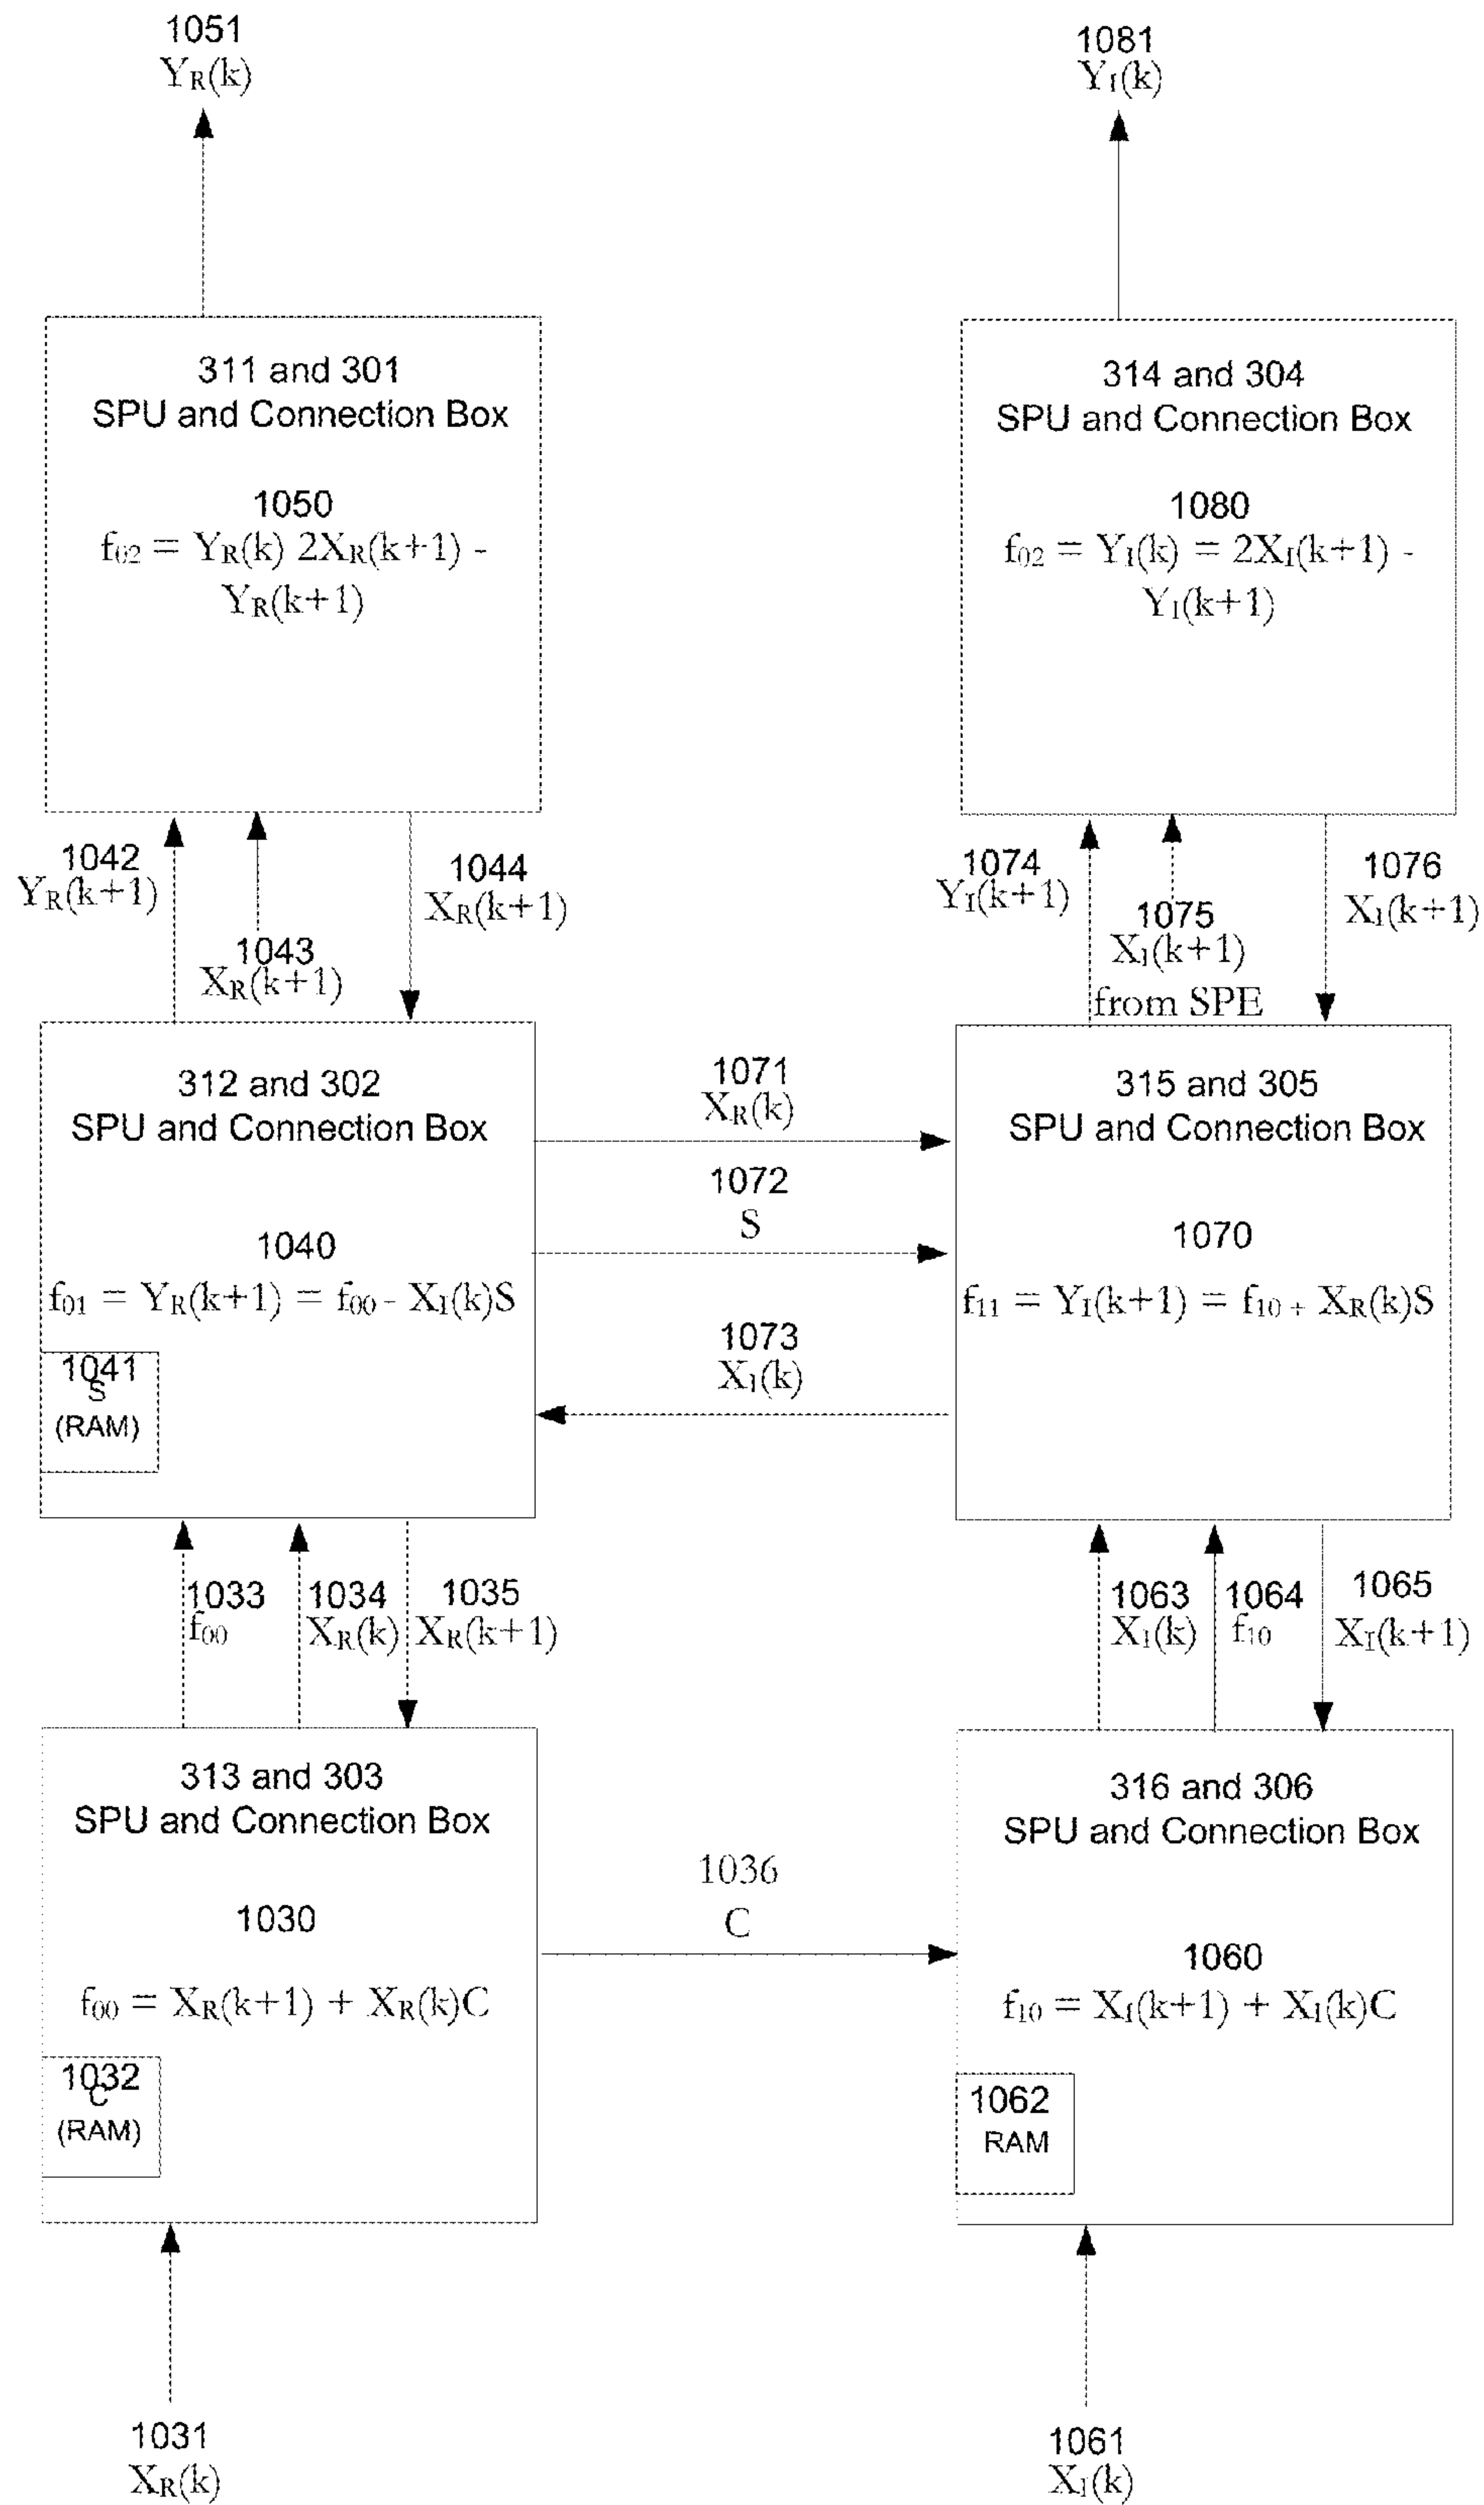 1051
YR(k)
1081
YI(k)
311 and 301
SPU and Connection Box
1050
f02 = YR(k) 2XR(k+1) -
YR(k+1)
314 and 304
SPU and Connection Box
1080
f02 = YI(k) = 2XI(k+1) -
YI(k+1)
1042
YR(k+1)
1043
XR(k+1)
1044
XR(k+1)
1074
YI(k+1)
1075
XI(k+1)
from SPE
1076
XI(k+1)
312 and 302
SPU and Connection Box
1040
f01 = YR(k+1) = f00 - XI(k)S
1041
S
(RAM)
1071
XR(k)
1072
S
1073
XI(k)
315 and 305
SPU and Connection Box
1070
f11 = YI(k+1) = f10 + XR(k)S
1033
f00
1034
XR(k)
1035
XR(k+1)
1063
XI(k)
1064
f10
1065
XI(k+1)
313 and 303
SPU and Connection Box
1030
f00 = XR(k+1) + XR(k)C
1032
C
(RAM)
1036
C
316 and 306
SPU and Connection Box
1060
f10 = XI(k+1) + XI(k)C
1062
RAM
1031
XR(k)
1061
XI(k)